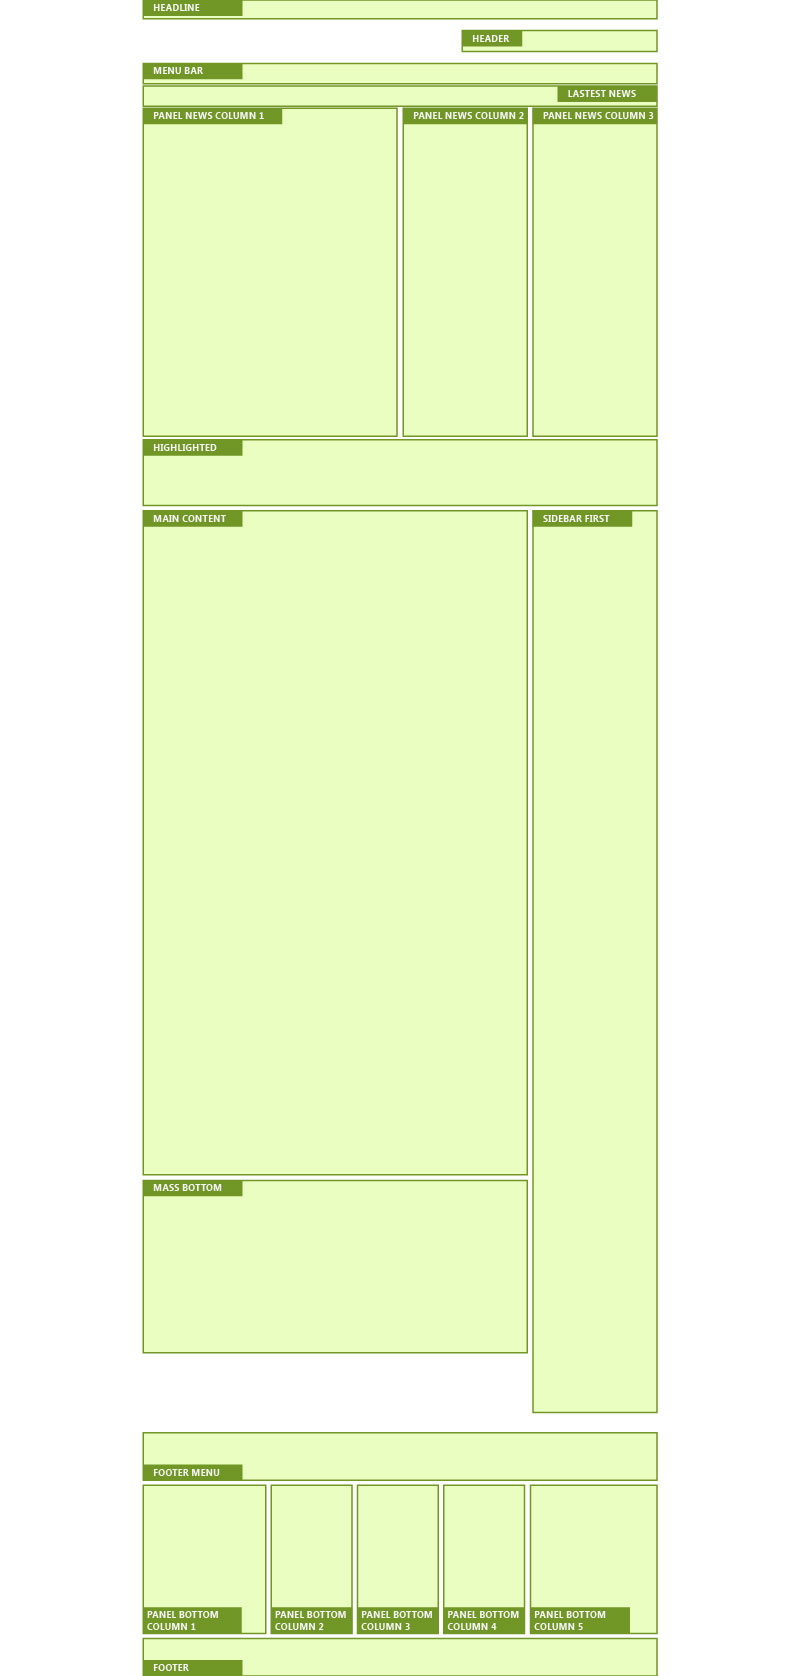 HEADLINE
HEADER
MENU BAR
LASTEST NEWS
PANEL NEWS COLUMN 1
PANEL NEWS COLUMN 2
PANEL NEWS COLUMN 3
HIGHLIGHTED
MAIN CONTENT
SIDEBAR FIRST
MASS BOTTOM
FOOTER MENU
PANEL BOTTOM
COLUMN 1
PANEL BOTTOM
COLUMN 2
PANEL BOTTOM
COLUMN 3
PANEL BOTTOM
COLUMN 4
PANEL BOTTOM
COLUMN 5
FOOTER